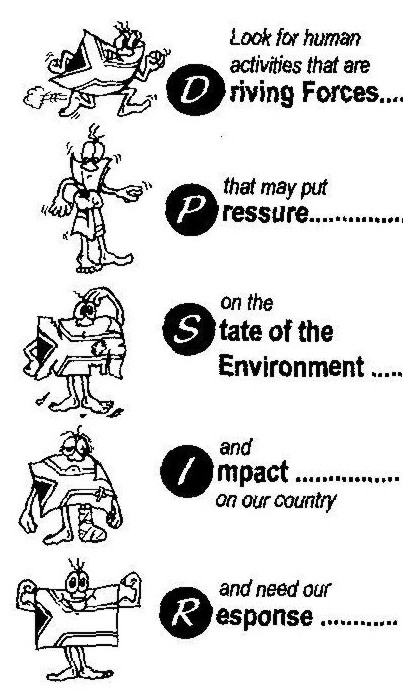 Look for human
activities that are
Driving Forces....
that may put
Pressure...............
on the
State of the
Environment .....
and
Impact ................
on our country
and need our
Response ............